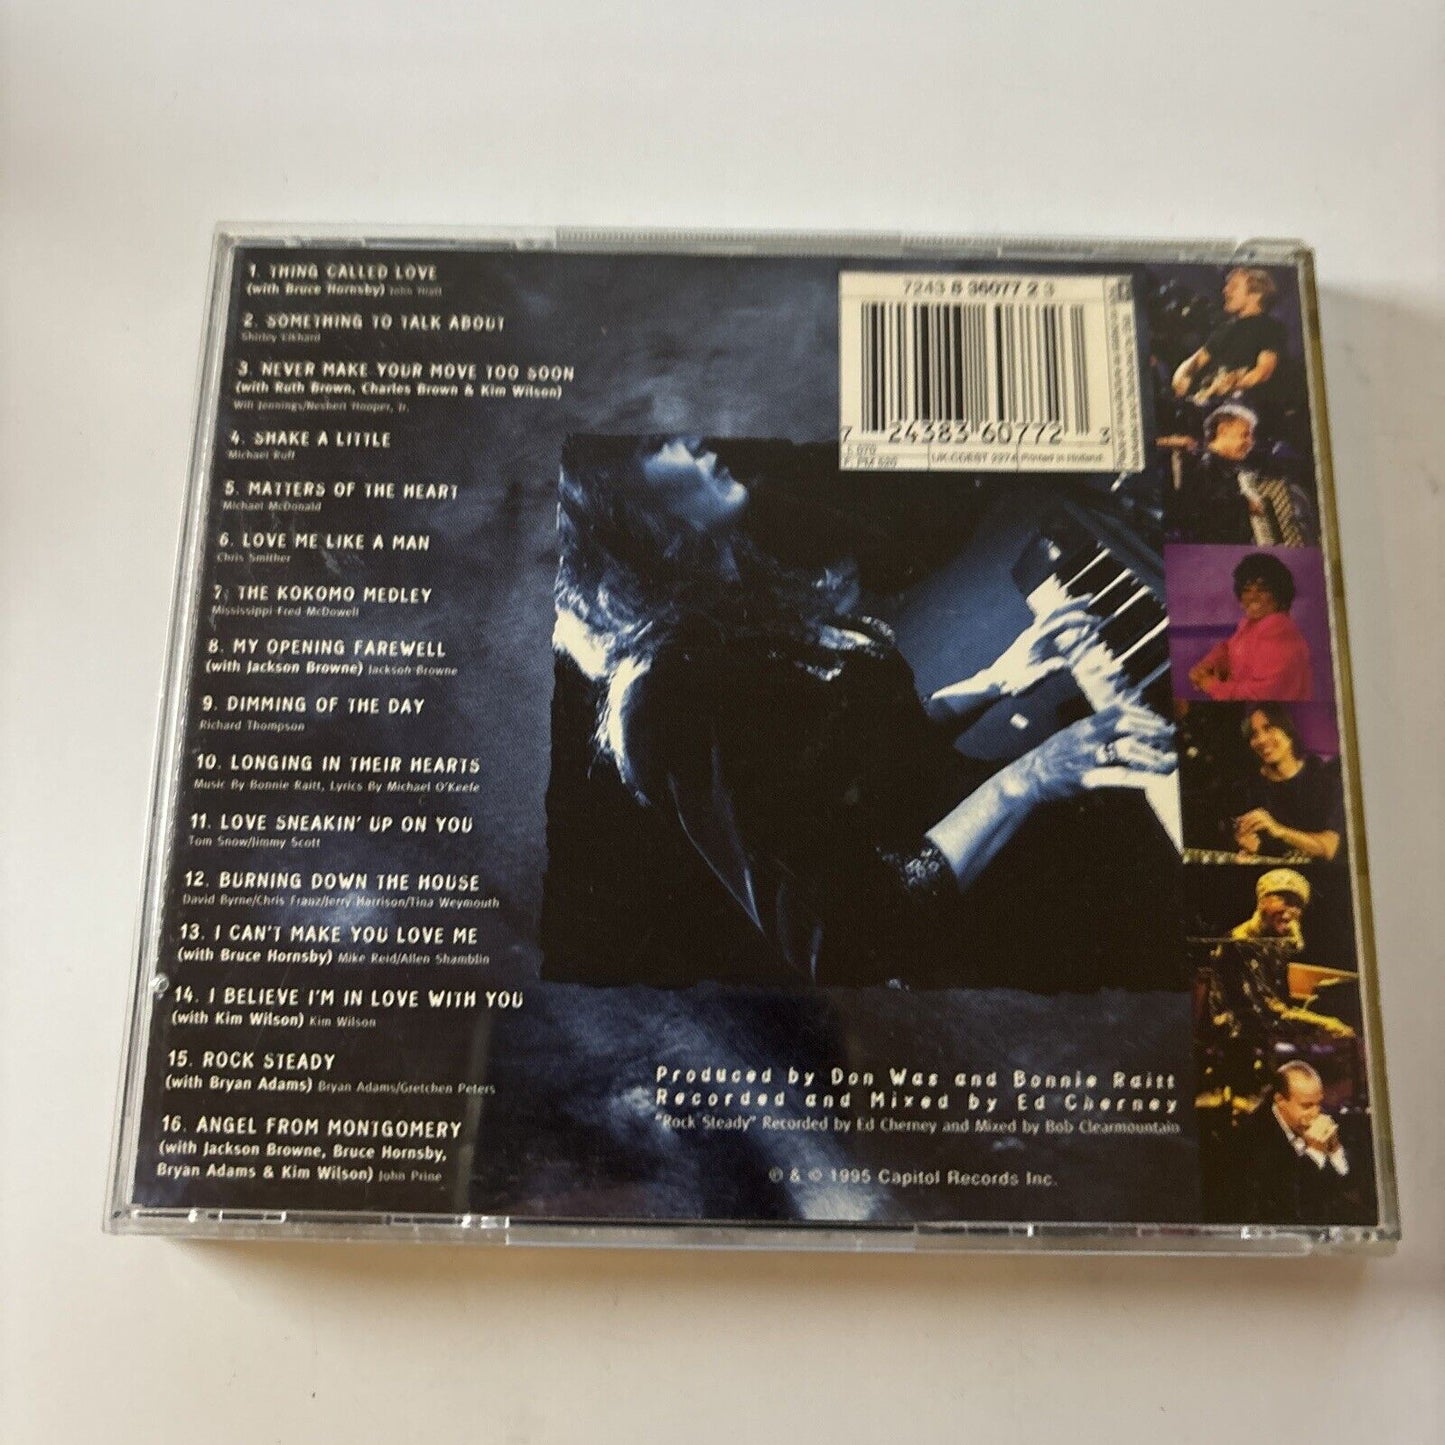 1. THING CALLED LOVE
(with Bruce Hornsby) John Hiatt
2. SOMETHING TO TALK ABOUT
Shirley Eikhard
3. NEVER MAKE YOUR MOVE TOO SOON
(with Ruth Brown, Charles Brown & Kim Wilson)
Will Jennings/Nesbert Hooper, Jr.
4. SHAKE A LITTLE
Michael Ruff
5. MATTERS OF THE HEART
Michael McDonald
6. LOVE ME LIKE A MAN
Chris Smither
7. THE KOKOMO MEDLEY
Mississippi Fred McDowell
8. MY OPENING FAREWELL
(with Jackson Browne) Jackson Browne
9. DIMMING OF THE DAY
Richard Thompson
10. LONGING IN THEIR HEARTS
Music By Bonnie Raitt, Lyrics By Michael O'Keefe
11. LOVE SNEAKIN' UP ON YOU
Tom Snow/Jimmy Scott
12. BURNING DOWN THE HOUSE
David Byrne/Chris Franz/Jerry Harrison/Tina Weymouth
13. I CAN'T MAKE YOU LOVE ME
(with Bruce Hornsby) Mike Reid/Allen Shamblin
14. I BELIEVE I'M IN LOVE WITH YOU
(with Kim Wilson) Kim Wilson
15. ROCK STEADY
(with Bryan Adams) Bryan Adams/Gretchen Peters
16. ANGEL FROM MONTGOMERY
(with Jackson Browne, Bruce Hornsby,
Bryan Adams & Kim Wilson) John Prine
7243 8 36077 2 3
7 24383 60772 3
PM 520
UK:CDEST 2274 Printed in Holland
Produced by Don Was and Bonnie Raitt
Recorded and Mixed by Ed Cherney
"Rock Steady" Recorded by Ed Cherney and Mixed by Bob Clearmountain
℗ & © 1995 Capitol Records Inc.